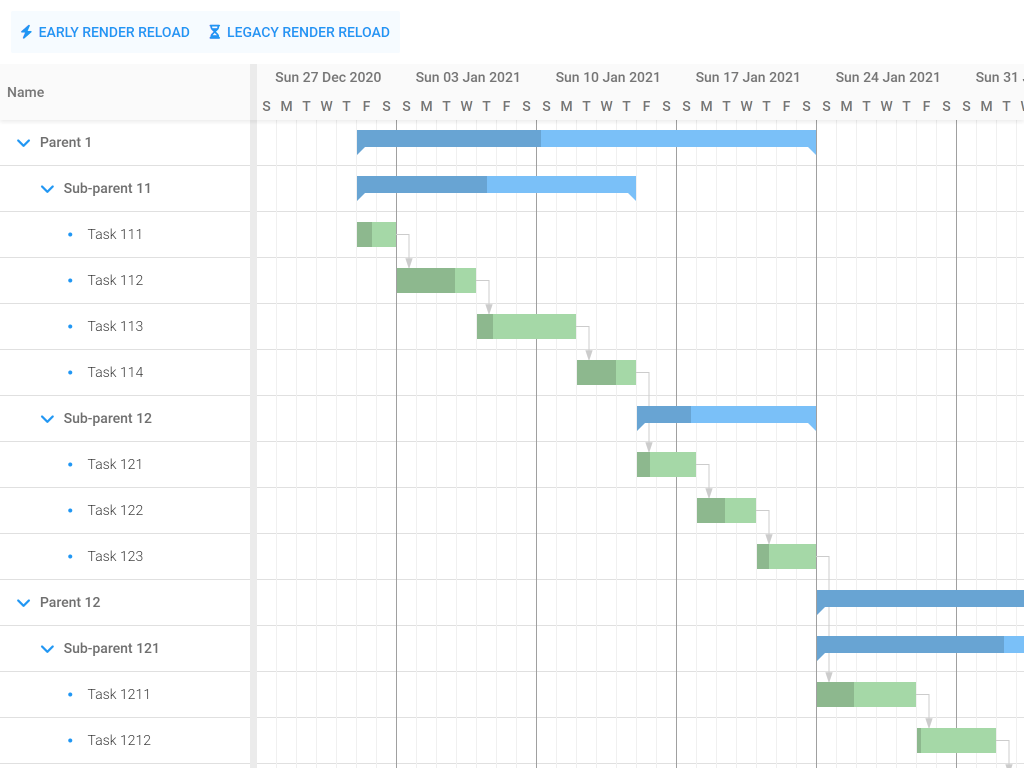 EARLY RENDER RELOAD LEGACY RENDER RELOAD
Name
Sun 27 Dec 2020 Sun 03 Jan 2021 Sun 10 Jan 2021 Sun 17 Jan 2021 Sun 24 Jan 2021 Sun 31
S M T W T F S S M T W T F S S M T W T F S S M T W T F S S M T W T F S S M T
Parent 1
Sub-parent 11
Task 111
Task 112
Task 113
Task 114
Sub-parent 12
Task 121
Task 122
Task 123
Parent 12
Sub-parent 121
Task 1211
Task 1212